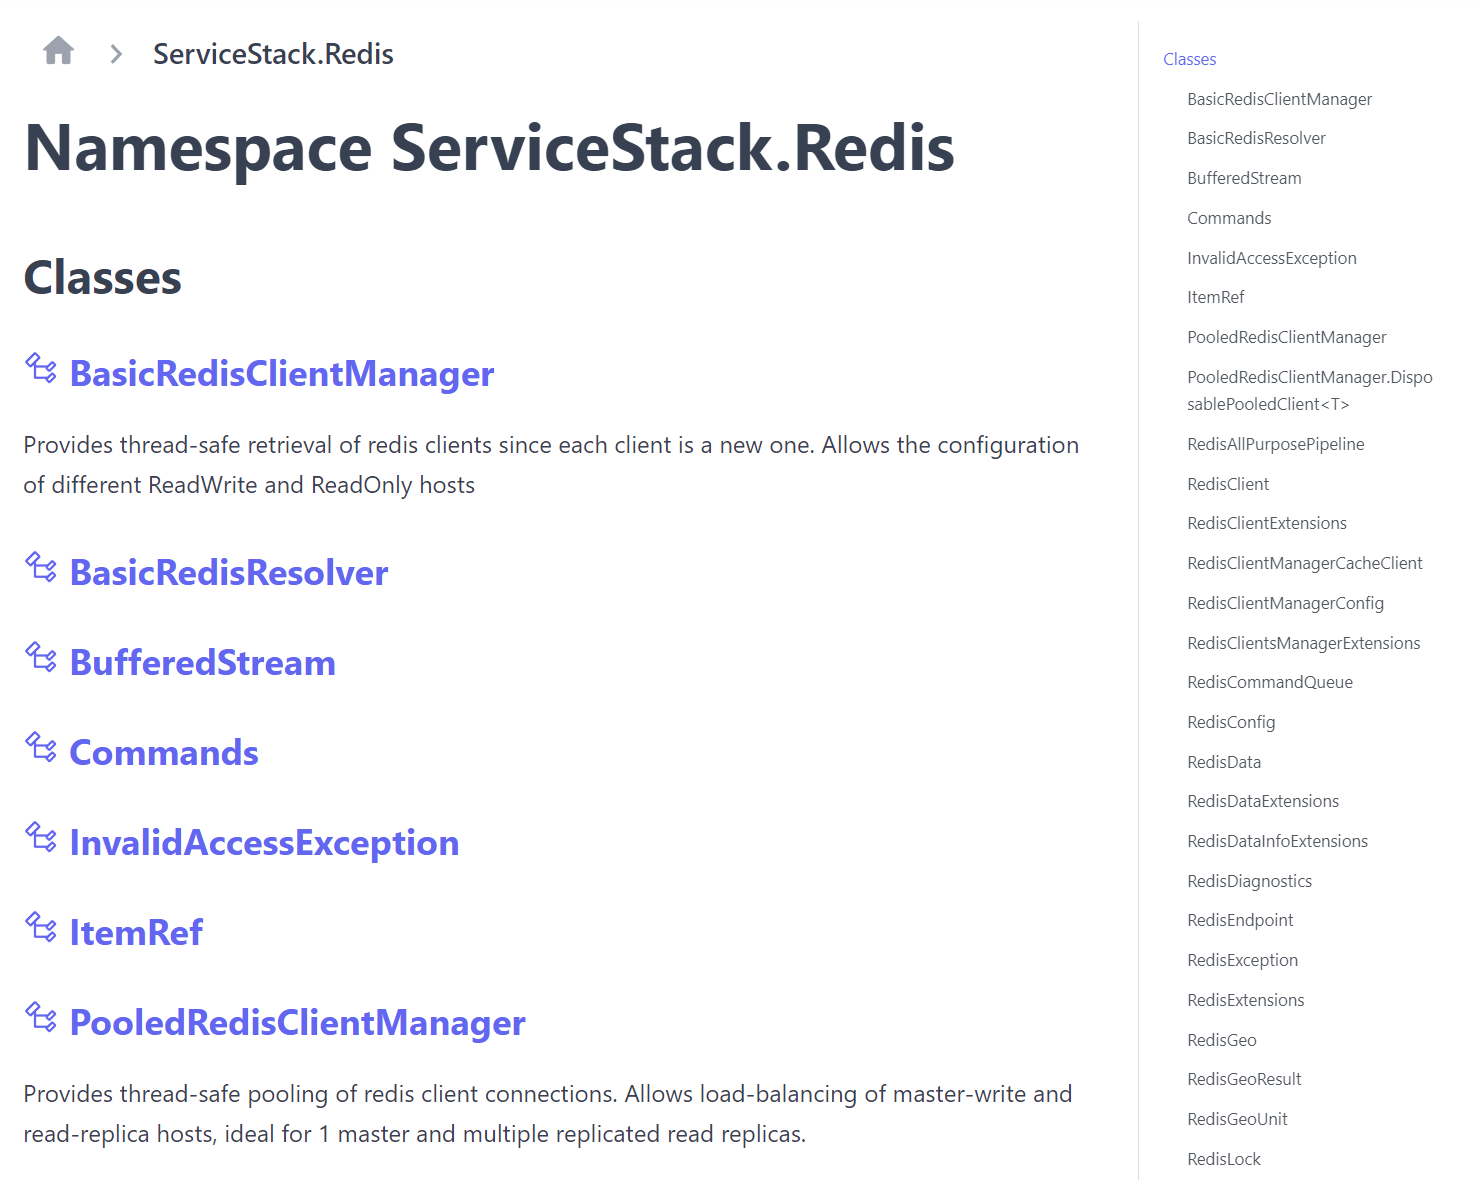 ServiceStack.Redis
Namespace ServiceStack.Redis
Classes
BasicRedisClientManager
Provides thread-safe retrieval of redis clients since each client is a new one. Allows the configuration
of different ReadWrite and ReadOnly hosts
BasicRedisResolver
BufferedStream
Commands
InvalidAccessException
ItemRef
PooledRedisClientManager
Provides thread-safe pooling of redis client connections. Allows load-balancing of master-write and
read-replica hosts, ideal for 1 master and multiple replicated read replicas.
Classes
BasicRedisClientManager
BasicRedisResolver
BufferedStream
Commands
InvalidAccessException
ItemRef
PooledRedisClientManager
PooledRedisClientManager.Dispo
sablePooledClient<T>
RedisAllPurposePipeline
RedisClient
RedisClientExtensions
RedisClientManagerCacheClient
RedisClientManagerConfig
RedisClientsManagerExtensions
RedisCommandQueue
RedisConfig
RedisData
RedisDataExtensions
RedisDataInfoExtensions
RedisDiagnostics
RedisEndpoint
RedisException
RedisExtensions
RedisGeo
RedisGeoResult
RedisGeoUnit
RedisLock